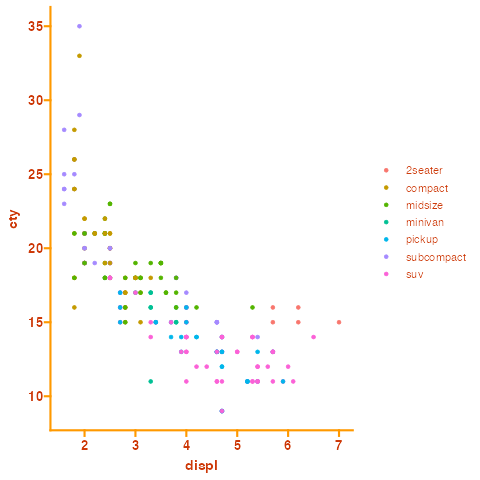 35
30
25
20
15
10
cty
2
3
4
5
6
7
displ
2seater
compact
midsize
minivan
pickup
subcompact
suv